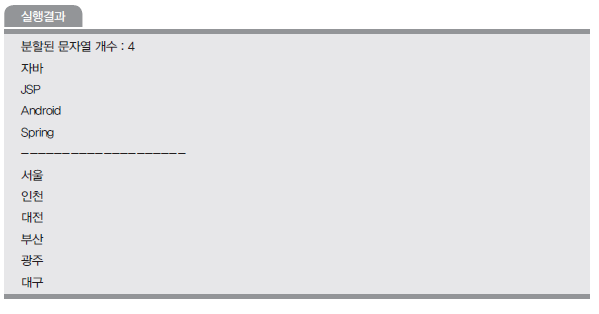 실행결과
분할된 문자열 개수 : 4
자바
JSP
Android
Spring
--------------------
서울
인천
대전
부산
광주
대구